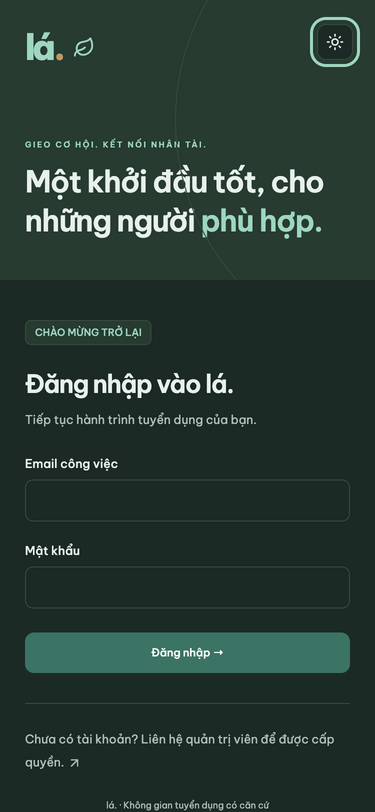 lá.
GIEO CƠ HỘI. KẾT NỐI NHÂN TÀI.
Một khởi đầu tốt, cho
những người phù hợp.
CHÀO MỪNG TRỞ LẠI
Đăng nhập vào lá.
Tiếp tục hành trình tuyển dụng của bạn.
Email công việc
Mật khẩu
Đăng nhập →
Chưa có tài khoản? Liên hệ quản trị viên để được cấp
quyền. ↗
lá. · Không gian tuyển dụng có căn cứ